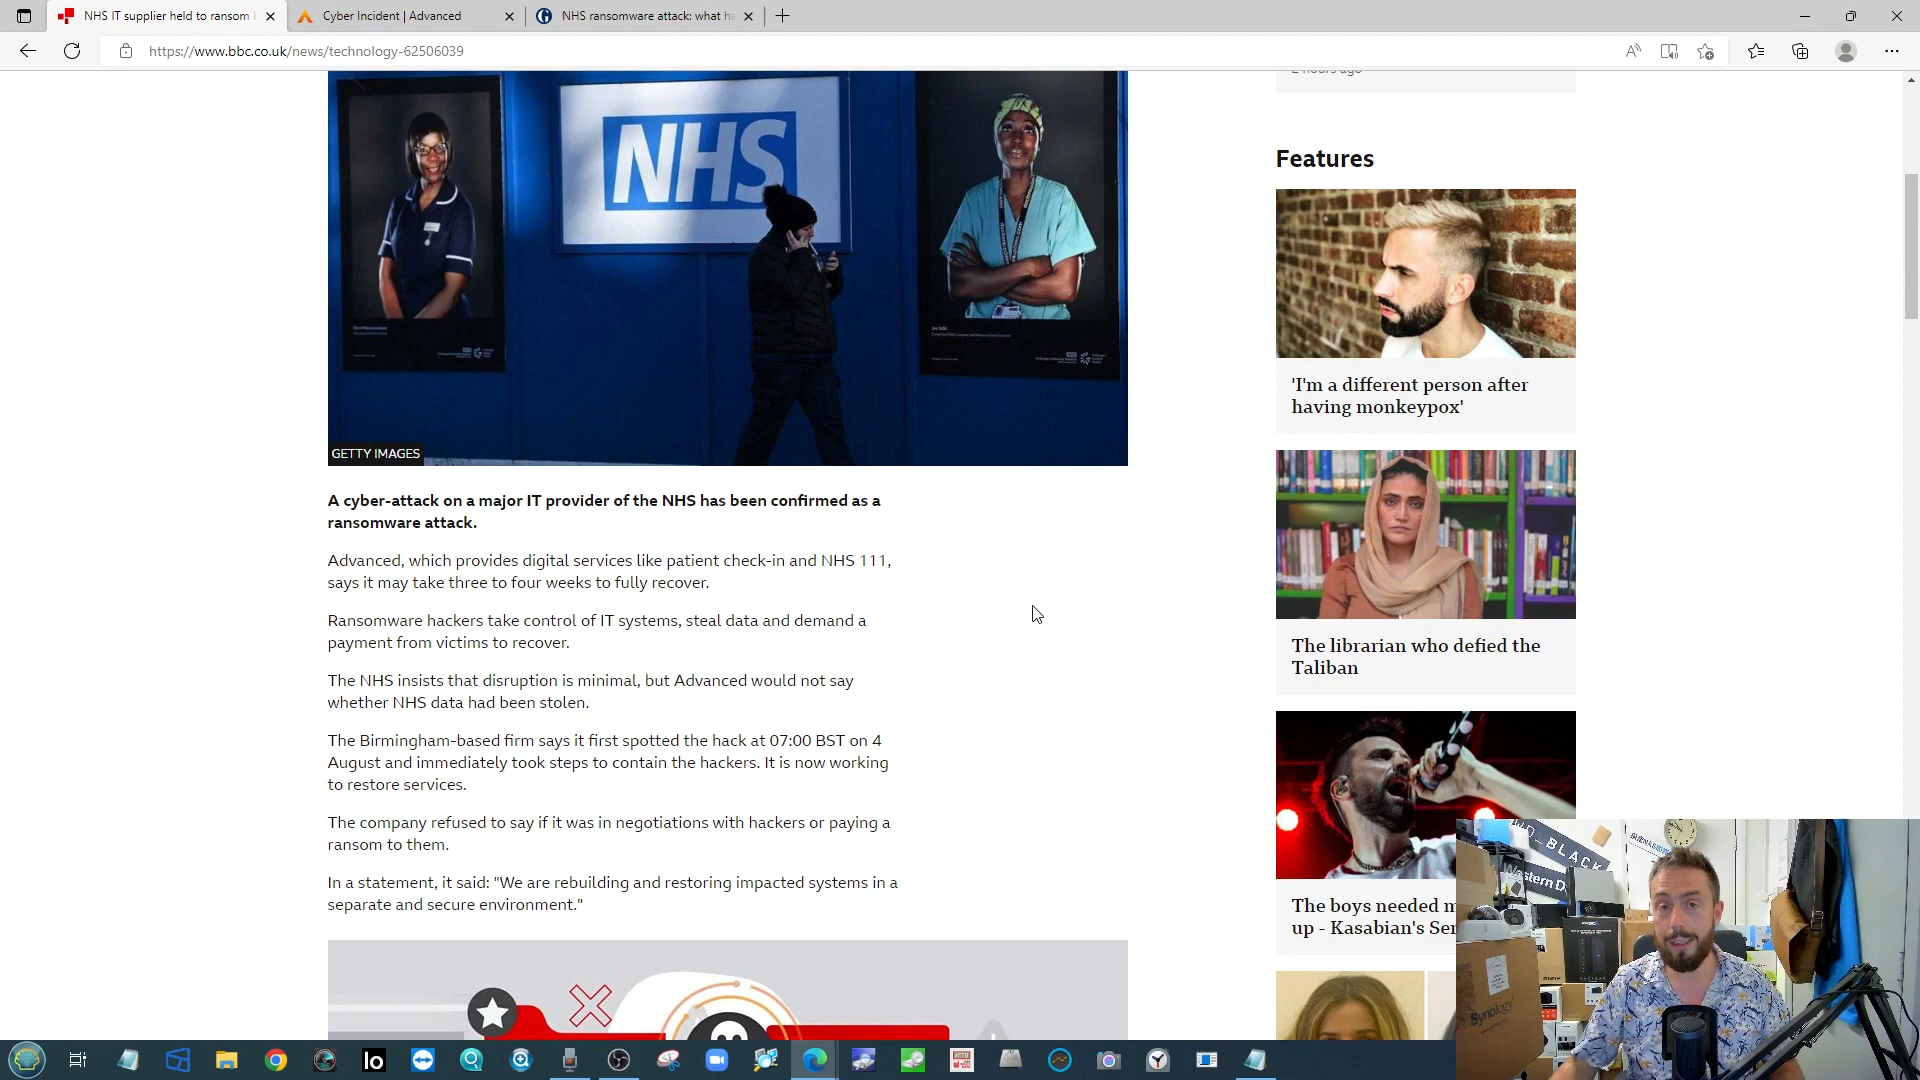 NHS IT supplier held to ransom
Cyber Incident | Advanced
NHS ransomware attack: what ha
https://www.bbc.co.uk/news/technology-62506039
2 hours ago
NHS
Features
'I'm a different person after
having monkeypox'
GETTY IMAGES
A cyber-attack on a major IT provider of the NHS has been confirmed as a
ransomware attack.
Advanced, which provides digital services like patient check-in and NHS 111,
says it may take three to four weeks to fully recover.
Ransomware hackers take control of IT systems, steal data and demand a
payment from victims to recover.
The NHS insists that disruption is minimal, but Advanced would not say
whether NHS data had been stolen.
The Birmingham-based firm says it first spotted the hack at 07:00 BST on 4
August and immediately took steps to contain the hackers. It is now working
to restore services.
The company refused to say if it was in negotiations with hackers or paying a
ransom to them.
In a statement, it said: "We are rebuilding and restoring impacted systems in a
separate and secure environment."
The librarian who defied the
Taliban
The boys needed
up - Kasabian's Ser
WD_BLACK
Western D
Synology
Io